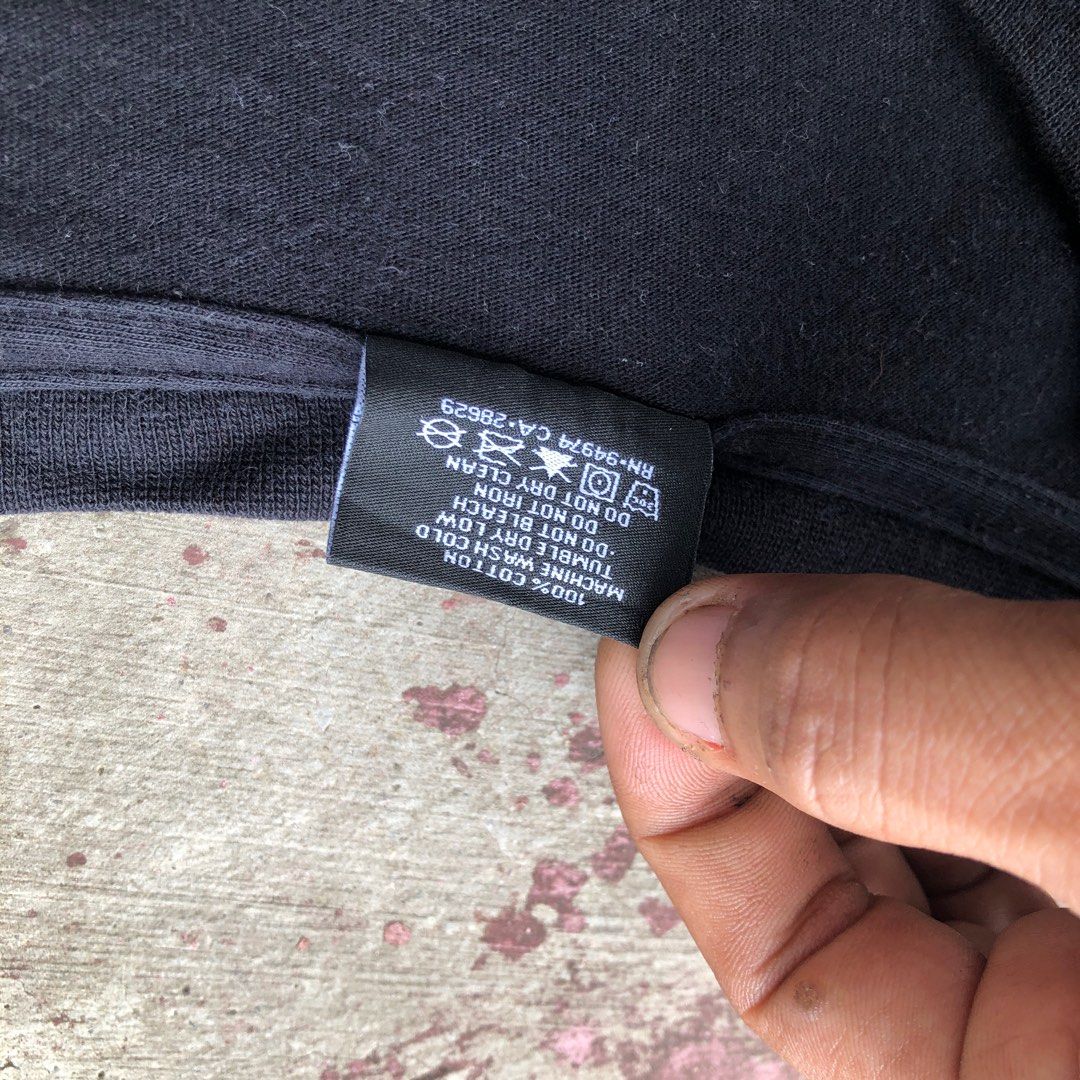 100% COTTON
MACHINE WASH COLD
TUMBLE DRY LOW
·DO NOT BLEACH
DO NOT IRON
DO NOT DRY CLEAN
30°
RN•94974 CA*28629